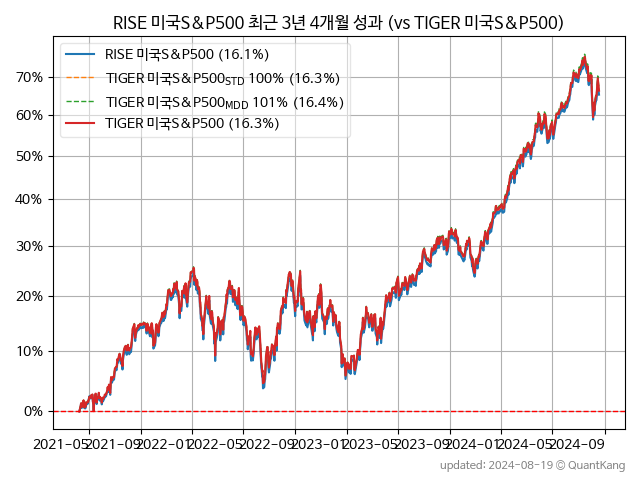 RISE 미국S&P500 최근 3년 4개월 성과 (vs TIGER 미국S&P500)
RISE 미국S&P500 (16.1%)
TIGER 미국S&P500STD 100% (16.3%)
TIGER 미국S&P500MDD 101% (16.4%)
TIGER 미국S&P500 (16.3%)
70%
60%
50%
40%
30%
20%
10%
0%
2021-05 2021-09 2022-01 2022-05 2022-09 2023-01 2023-05 2023-09 2024-01 2024-05 2024-09
updated: 2024-08-19 © QuantKang